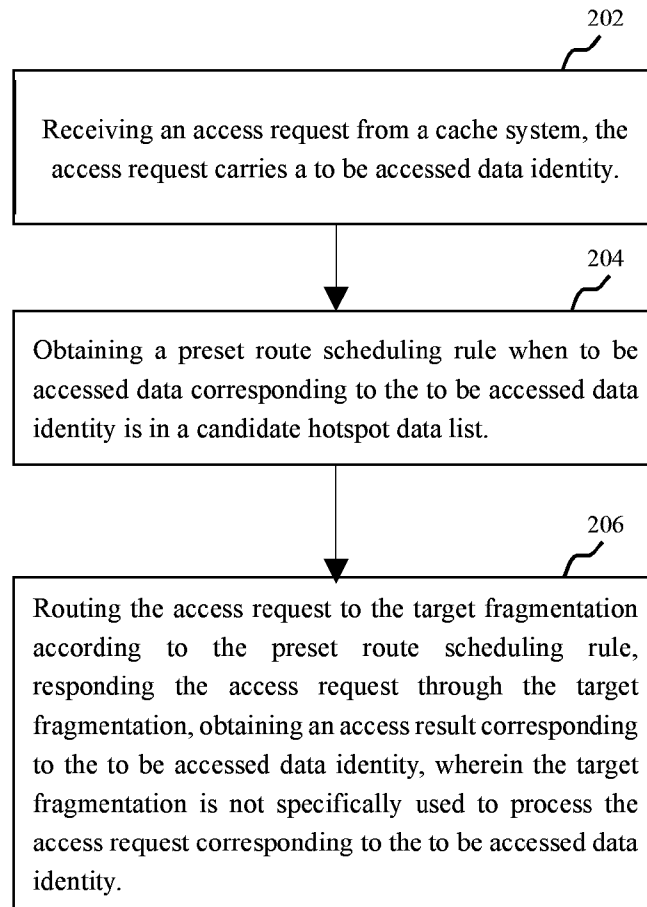 202
Receiving an access request from a cache system, the
access request carries a to be accessed data identity.
204
Obtaining a preset route scheduling rule when to be
accessed data corresponding to the to be accessed data
identity is in a candidate hotspot data list.
206
Routing the access request to the target fragmentation
according to the preset route scheduling rule,
responding the access request through the target
fragmentation, obtaining an access result corresponding
to the to be accessed data identity, wherein the target
fragmentation is not specifically used to process the
access request corresponding to the to be accessed data
identity.